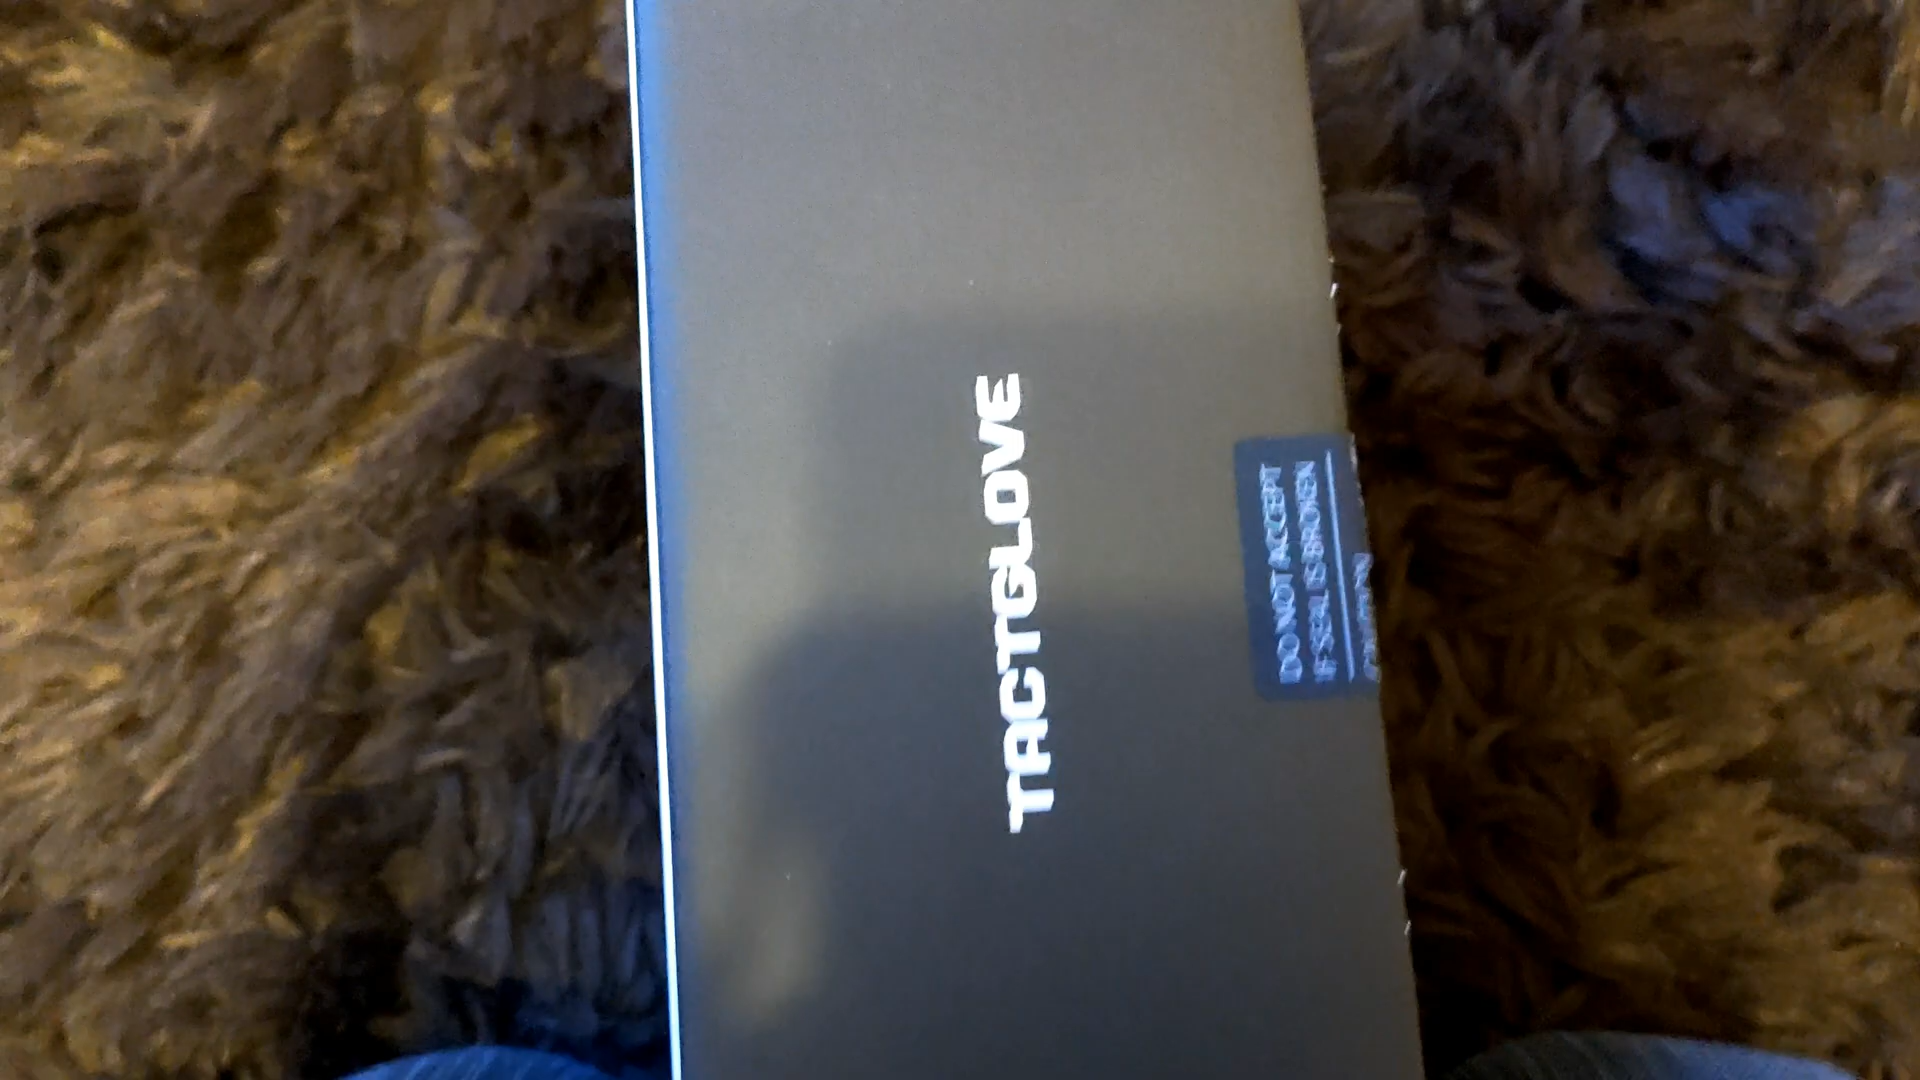 TACTGLOVE
DO NOT ACCEPT
IF SEAL IS BROKEN